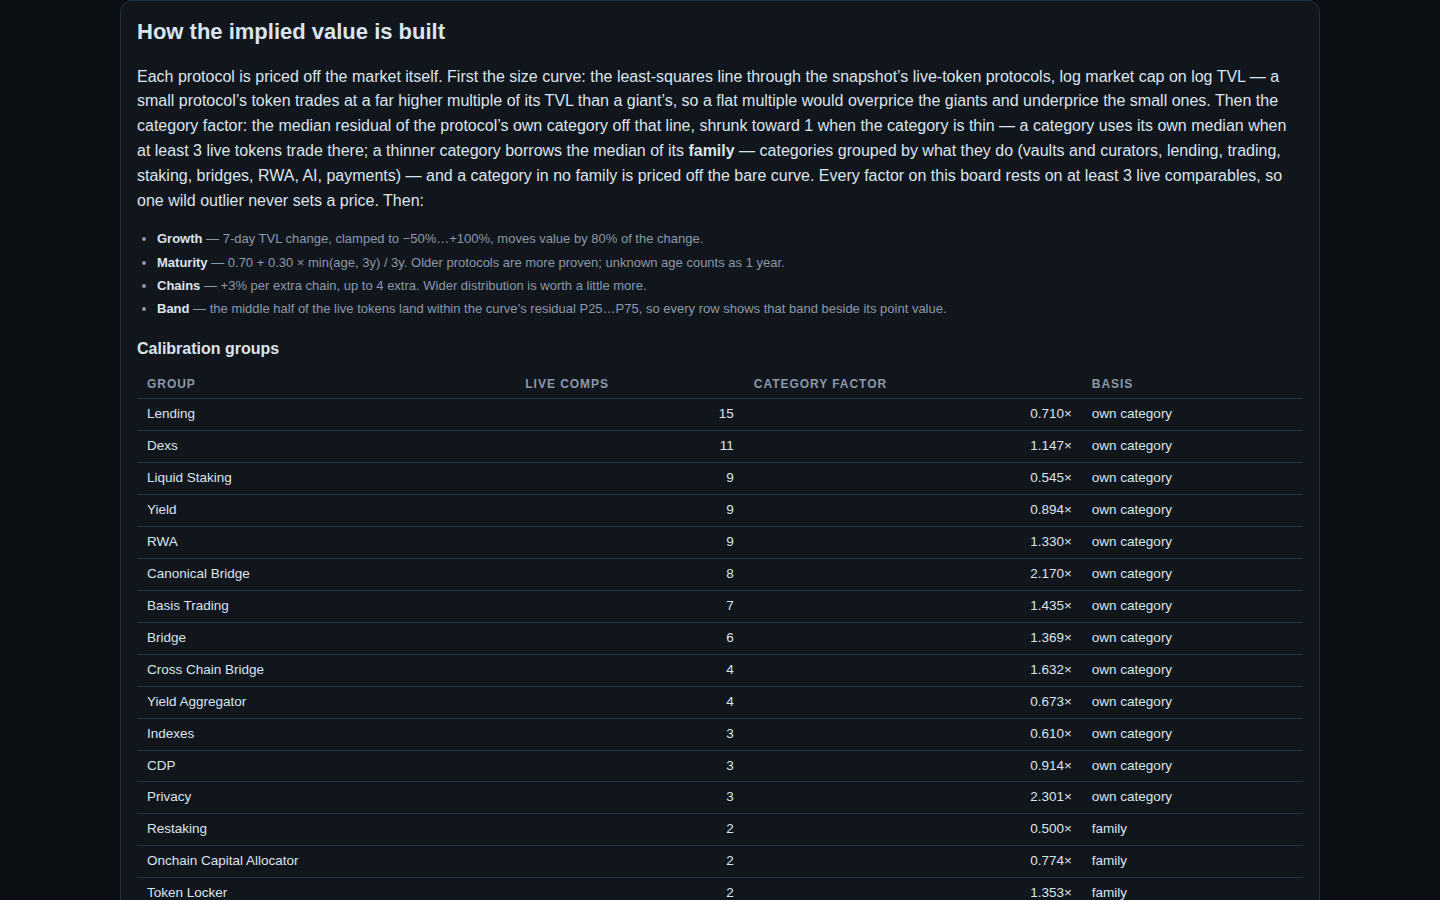 How the implied value is built
Each protocol is priced off the market itself. First the size curve: the least-squares line through the snapshot’s live-token protocols, log market cap on log TVL — a
small protocol’s token trades at a far higher multiple of its TVL than a giant’s, so a flat multiple would overprice the giants and underprice the small ones. Then the
category factor: the median residual of the protocol’s own category off that line, shrunk toward 1 when the category is thin — a category uses its own median when
at least 3 live tokens trade there; a thinner category borrows the median of its family — categories grouped by what they do (vaults and curators, lending, trading,
staking, bridges, RWA, AI, payments) — and a category in no family is priced off the bare curve. Every factor on this board rests on at least 3 live comparables, so
one wild outlier never sets a price. Then:
• Growth — 7-day TVL change, clamped to −50%…+100%, moves value by 80% of the change.
• Maturity — 0.70 + 0.30 × min(age, 3y) / 3y. Older protocols are more proven; unknown age counts as 1 year.
• Chains — +3% per extra chain, up to 4 extra. Wider distribution is worth a little more.
• Band — the middle half of the live tokens land within the curve’s residual P25…P75, so every row shows that band beside its point value.
Calibration groups
GROUP LIVE COMPS CATEGORY FACTOR BASIS
Lending 15 0.710× own category
Dexs 11 1.147× own category
Liquid Staking 9 0.545× own category
Yield 9 0.894× own category
RWA 9 1.330× own category
Canonical Bridge 8 2.170× own category
Basis Trading 7 1.435× own category
Bridge 6 1.369× own category
Cross Chain Bridge 4 1.632× own category
Yield Aggregator 4 0.673× own category
Indexes 3 0.610× own category
CDP 3 0.914× own category
Privacy 3 2.301× own category
Restaking 2 0.500× family
Onchain Capital Allocator 2 0.774× family
Token Locker 2 1.353× family